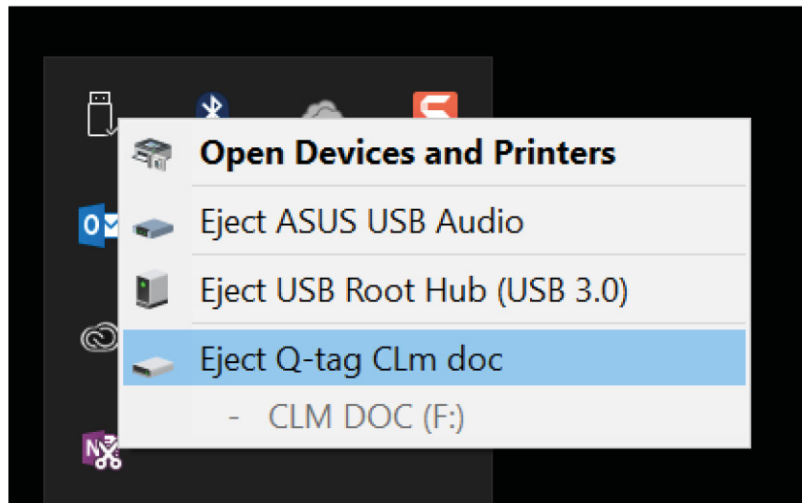 Open Devices and Printers
Eject ASUS USB Audio
Eject USB Root Hub (USB 3.0)
Eject Q-tag CLm doc
- CLM DOC (F:)